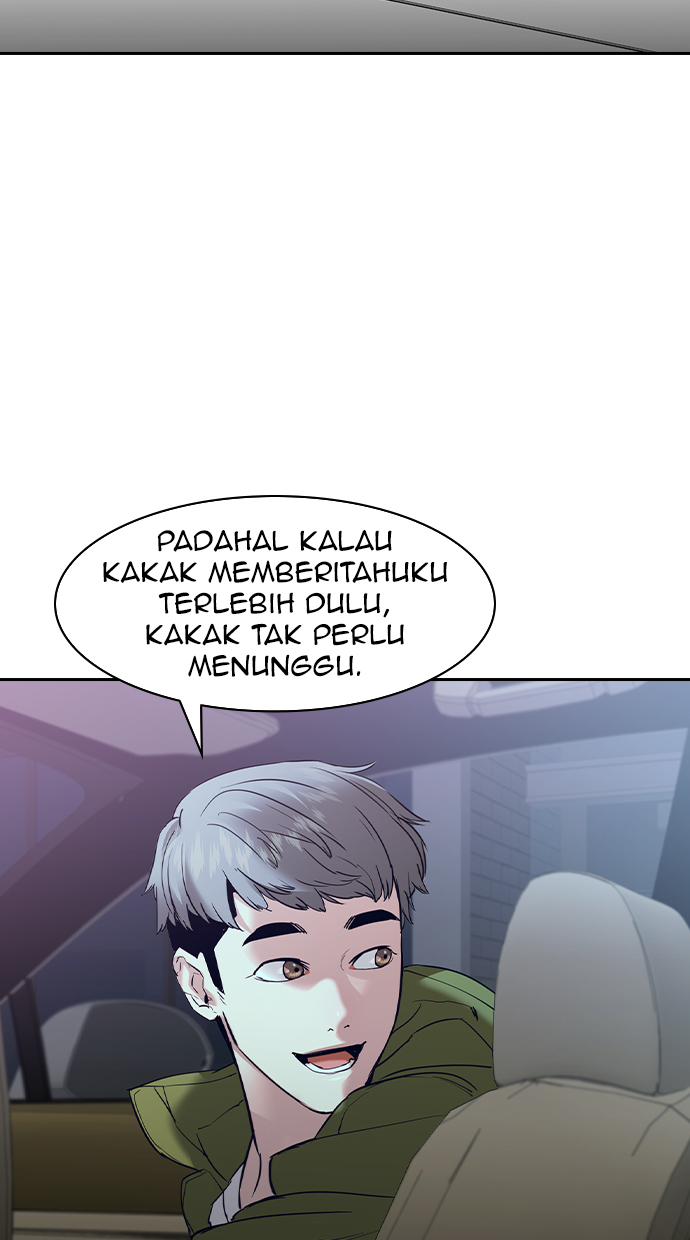 PADAHAL KALAU
KAKAK MEMBERITAHUKU
TERLEBIH DULU,
KAKAK TAK PERLU
MENUNGGU.